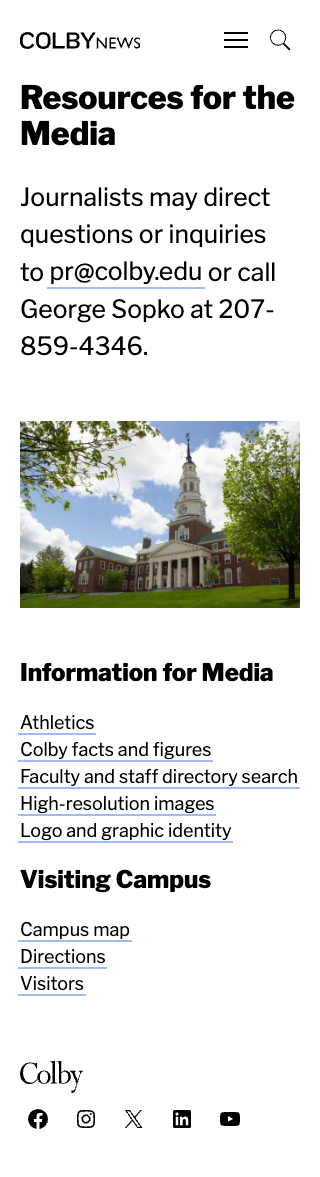 COLBY NEWS
Resources for the
Media
Journalists may direct
questions or inquiries
to pr@colby.edu or call
George Sopko at 207-
859-4346.
Information for Media
Athletics
Colby facts and figures
Faculty and staff directory search
High-resolution images
Logo and graphic identity
Visiting Campus
Campus map
Directions
Visitors
Colby